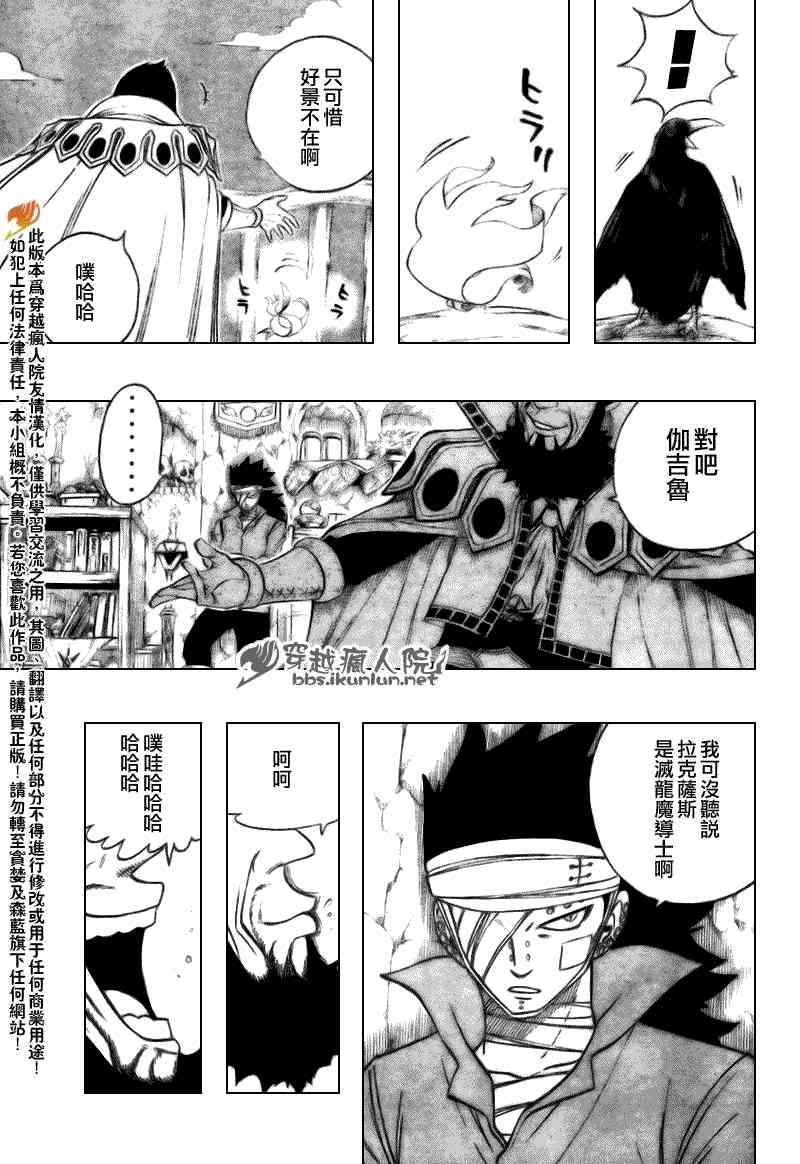 !
ヒラッ
只可惜
好景不在啊
噗哈哈
ヒラ
對吧
伽吉魯
‥‥‥
我可沒聽説
拉克薩斯
是滅龍魔導士啊
呵呵
噗哇哈哈哈
哈哈哈
穿越瘋人院
bbs.ikunlun.net
此版本爲穿越瘋人院友情漢化，僅供學習交流之用，其圖、翻譯以及任何部分不得進行修改或用于任何商業用途！
如犯上任何法律責任，本小組概不負責。若您喜歡此作品，請購買正版！請勿轉至貪婪及森藍旗下任何網站！